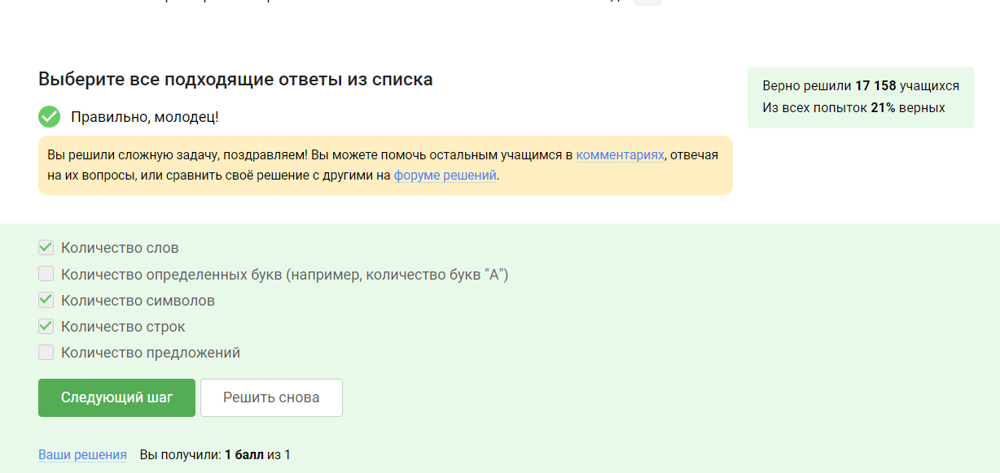 Выберите все подходящие ответы из списка
Верно решили 17 158 учащихся
Из всех попыток 21% верных
Правильно, молодец!
Вы решили сложную задачу, поздравляем! Вы можете помочь остальным учащимся в комментариях, отвечая
на их вопросы, или сравнить своё решение с другими на форуме решений.
Количество слов
Количество определенных букв (например, количество букв "А")
Количество символов
Количество строк
Количество предложений
Следующий шаг
Решить снова
Ваши решения Вы получили: 1 балл из 1